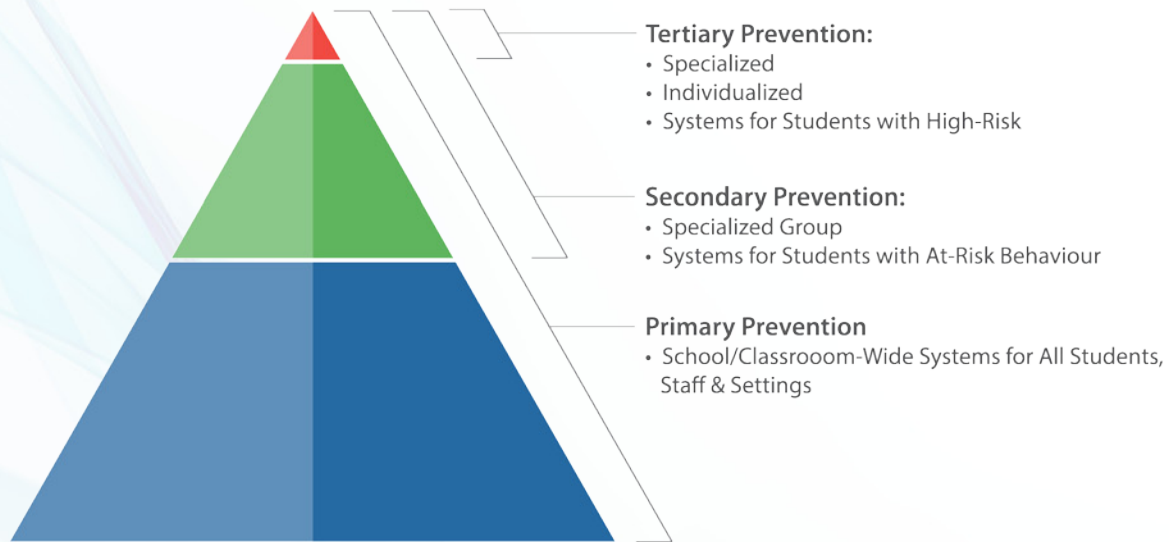 Tertiary Prevention:
• Specialized
• Individualized
• Systems for Students with High-Risk
Secondary Prevention:
• Specialized Group
• Systems for Students with At-Risk Behaviour
Primary Prevention
• School/Classrooom-Wide Systems for All Students,
Staff & Settings